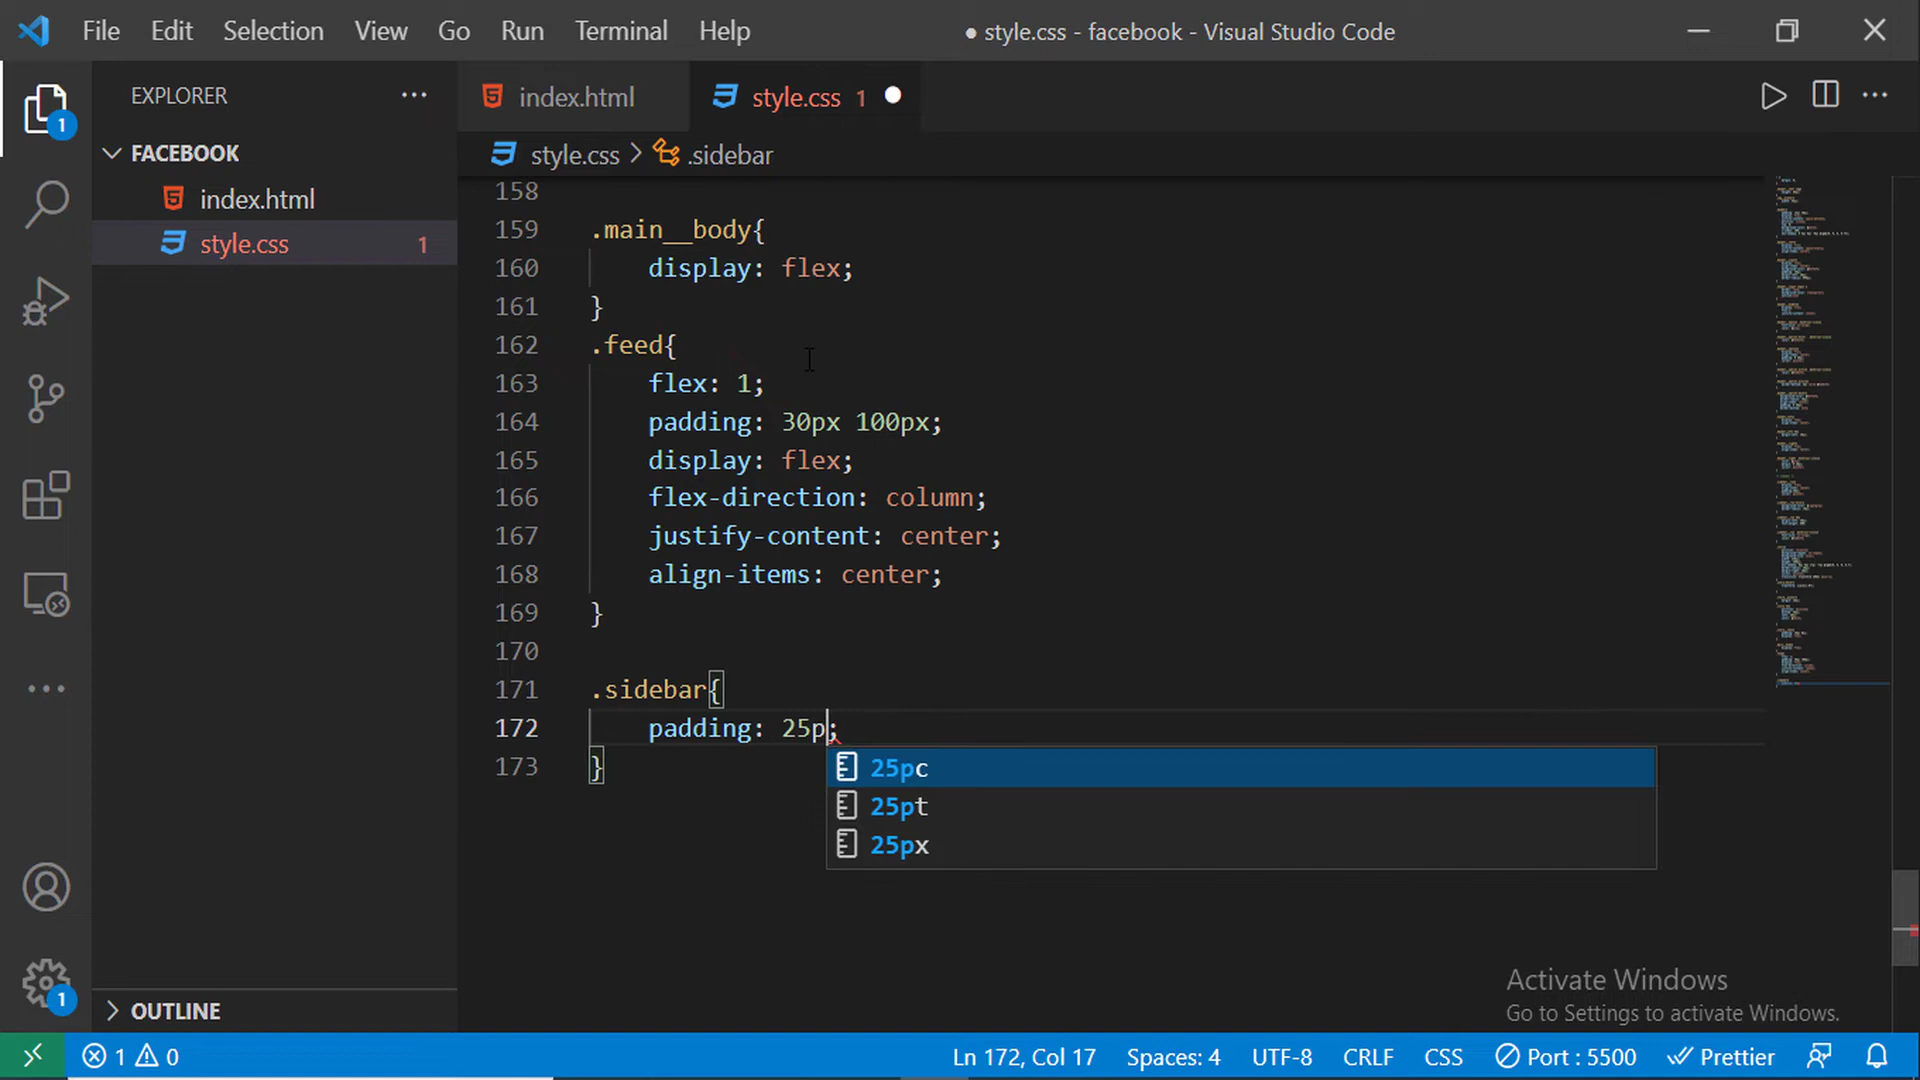 File Edit Selection View Go Run Terminal Help
● style.css - facebook - Visual Studio Code
EXPLORER
FACEBOOK
index.html
style.css 1
OUTLINE
index.html
style.css 1
style.css > .sidebar
158
159 .main__body{
160 display: flex;
161 }
162 .feed{
163 flex: 1;
164 padding: 30px 100px;
165 display: flex;
166 flex-direction: column;
167 justify-content: center;
168 align-items: center;
169 }
170
171 .sidebar{
172 padding: 25p;
173 }
25pc
25pt
25px
1
1
Activate Windows
Go to Settings to activate Windows.
1 0
Ln 172, Col 17 Spaces: 4 UTF-8 CRLF CSS Port : 5500 Prettier